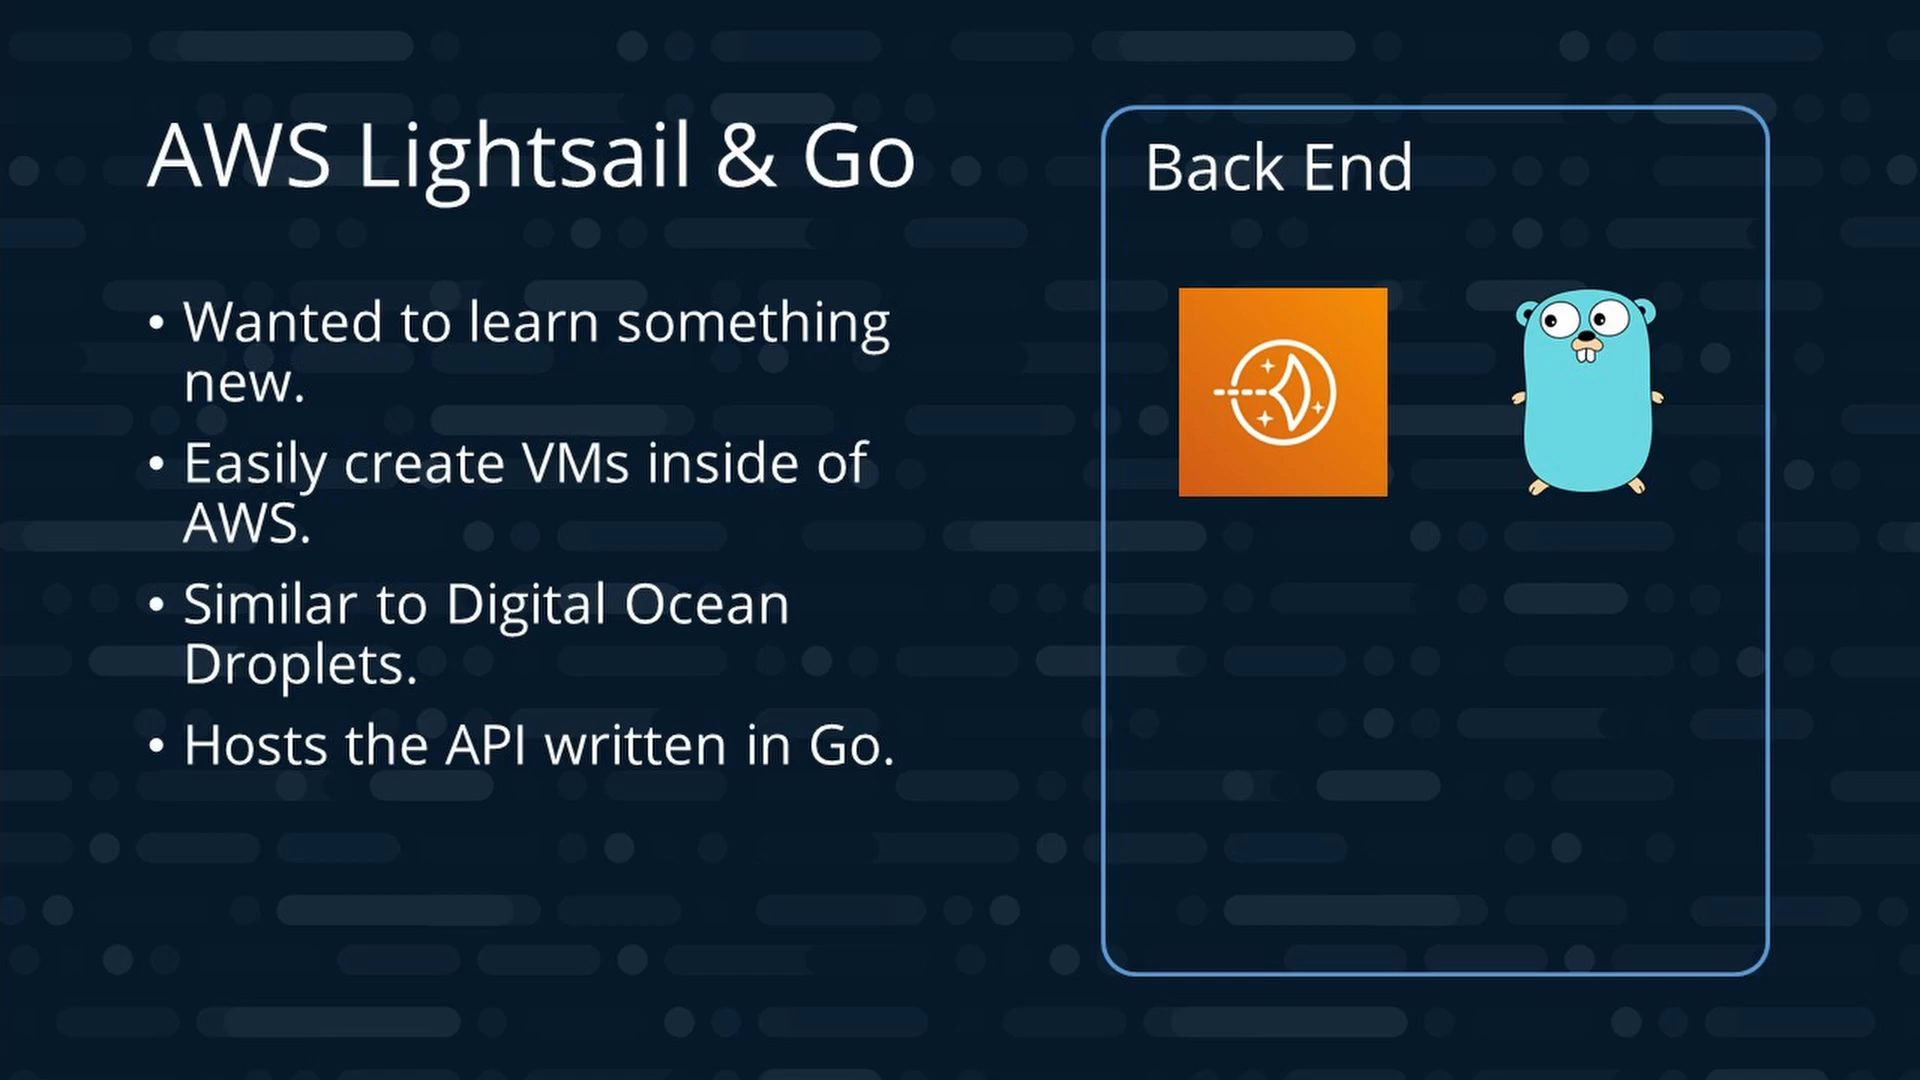 AWS Lightsail & Go
• Wanted to learn something
new.
• Easily create VMs inside of
AWS.
• Similar to Digital Ocean
Droplets.
• Hosts the API written in Go.
Back End